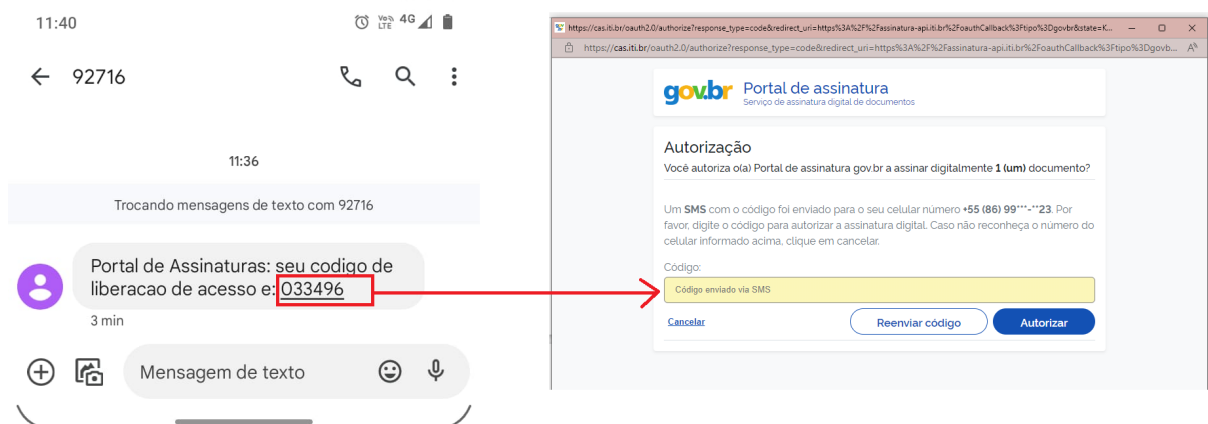 11:40
Vo))
LTE
4G
92716
11:36
Trocando mensagens de texto com 92716
Portal de Assinaturas: seu codigo de
liberacao de acesso e: 033496
3 min
Mensagem de texto
https://cas.iti.br/oauth2.0/authorize?response_type=code&redirect_uri=https%3A%2F%2Fassinatura-api.iti.br%2FoauthCallback%3Ftipo%3Dgovbr&state=K...
https://cas.iti.br/oauth2.0/authorize?response_type=code&redirect_uri=https%3A%2F%2Fassinatura-api.iti.br%2FoauthCallback%3Ftipo%3Dgovb...
gov.br
Portal de assinatura
Serviço de assinatura digital de documentos
Autorização
Você autoriza o(a) Portal de assinatura gov.br a assinar digitalmente 1 (um) documento?
Um SMS com o código foi enviado para o seu celular número +55 (86) 99***-**23. Por
favor, digite o código para autorizar a assinatura digital. Caso não reconheça o número do
celular informado acima, clique em cancelar.
Código:
Código enviado via SMS
Cancelar
Reenviar código
Autorizar